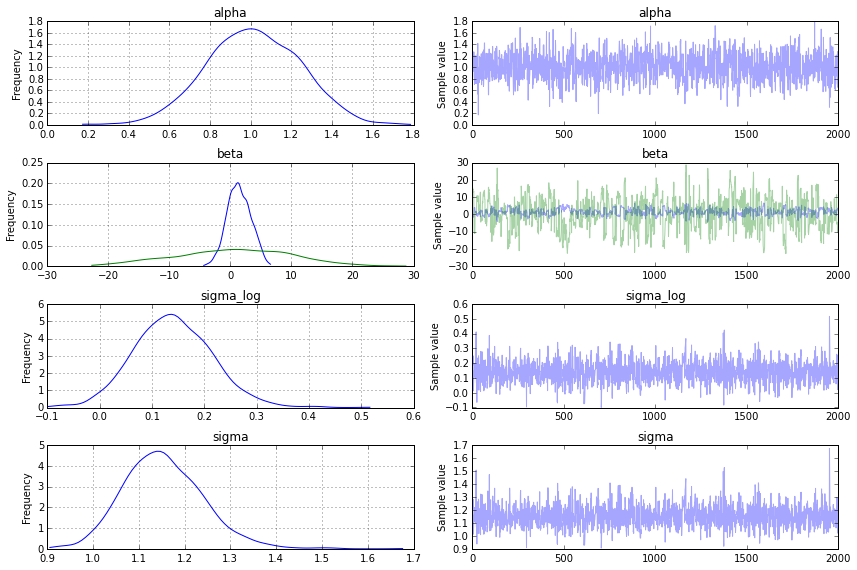 alpha
Frequency
1.8
1.6
1.4
1.2
1.0
0.8
0.6
0.4
0.2
0.0
0.0 0.2 0.4 0.6 0.8 1.0 1.2 1.4 1.6 1.8
alpha
Sample value
1.8
1.6
1.4
1.2
1.0
0.8
0.6
0.4
0.2
0.0
0 500 1000 1500 2000
beta
Frequency
0.25
0.20
0.15
0.10
0.05
0.00
−30 −20 −10 0 10 20 30
beta
Sample value
30
20
10
0
−10
−20
−30
0 500 1000 1500 2000
sigma_log
Frequency
6
5
4
3
2
1
0
−0.1 0.0 0.1 0.2 0.3 0.4 0.5 0.6
sigma_log
Sample value
0.6
0.5
0.4
0.3
0.2
0.1
0.0
−0.1
0 500 1000 1500 2000
sigma
Frequency
5
4
3
2
1
0
0.9 1.0 1.1 1.2 1.3 1.4 1.5 1.6 1.7
sigma
Sample value
1.7
1.6
1.5
1.4
1.3
1.2
1.1
1.0
0.9
0 500 1000 1500 2000